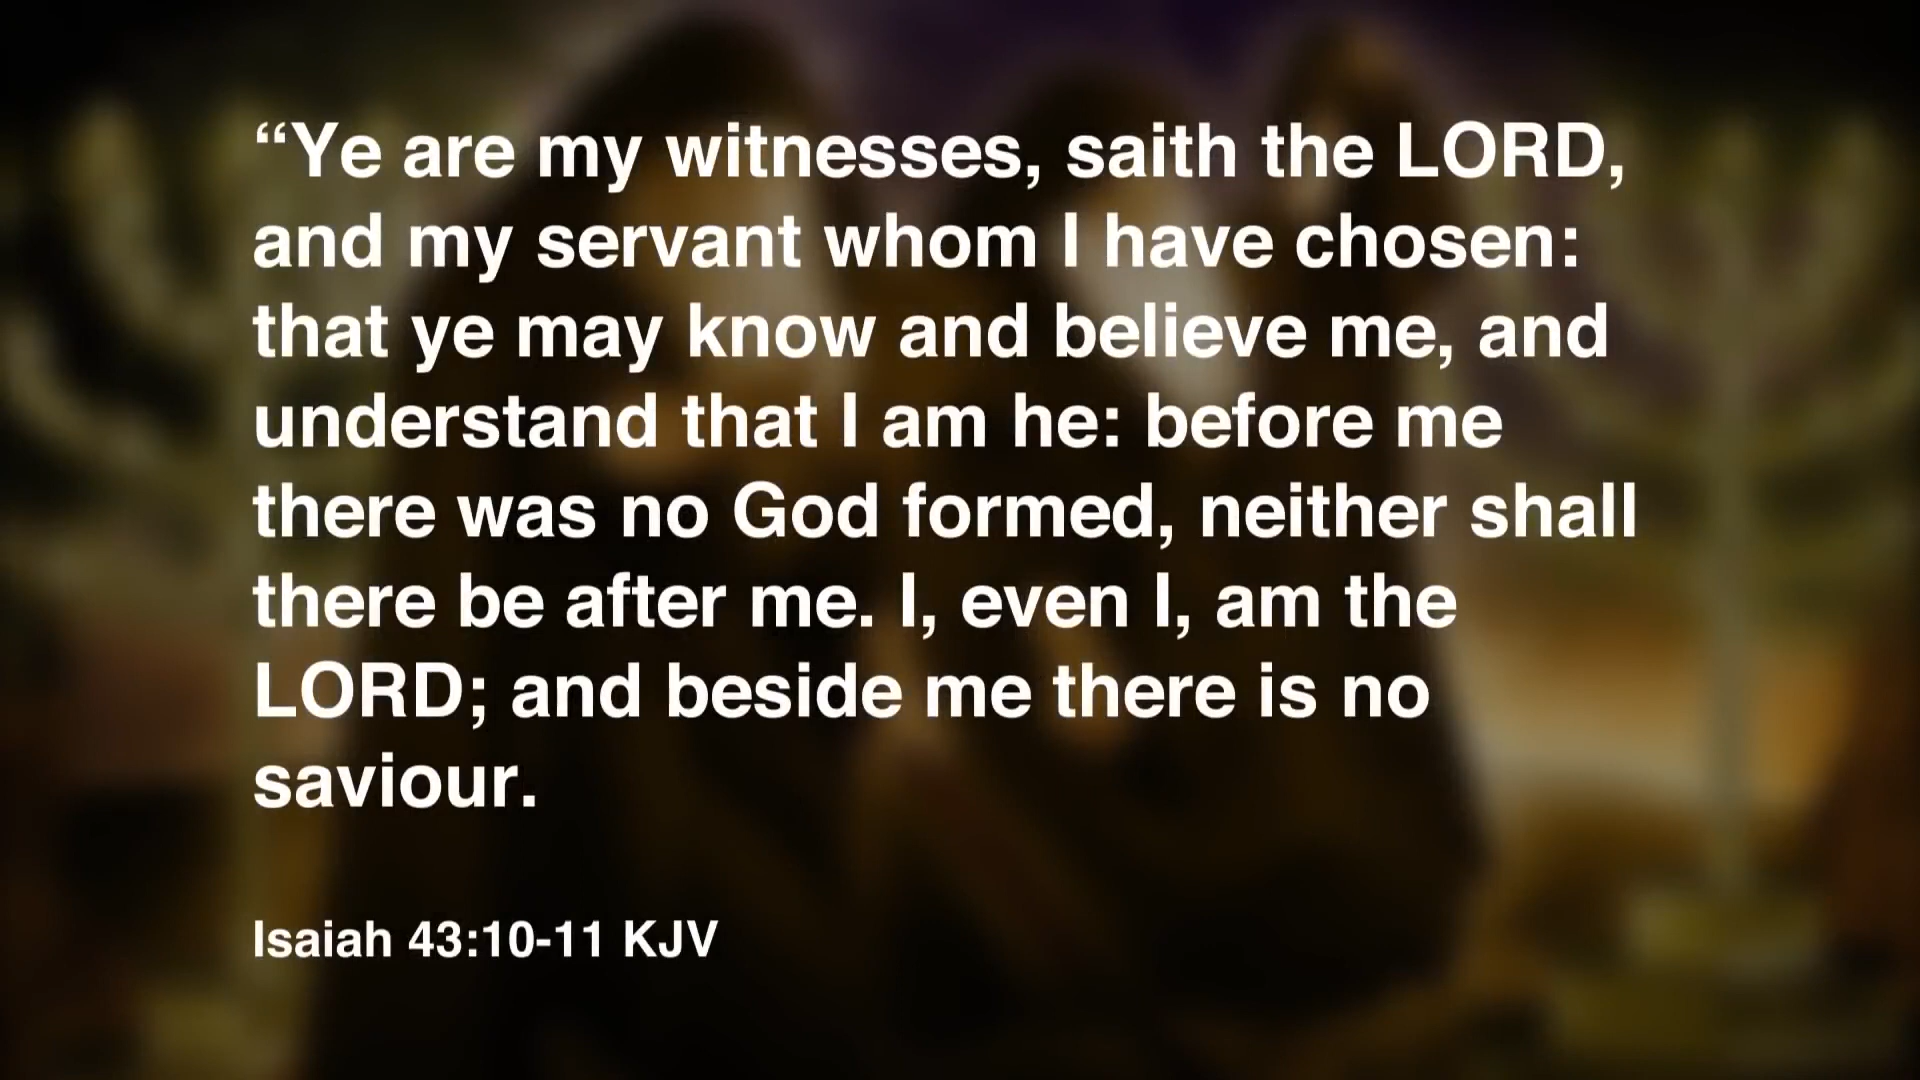 “Ye are my witnesses, saith the LORD,
and my servant whom I have chosen:
that ye may know and believe me, and
understand that I am he: before me
there was no God formed, neither shall
there be after me. I, even I, am the
LORD; and beside me there is no
saviour.
Isaiah 43:10-11 KJV